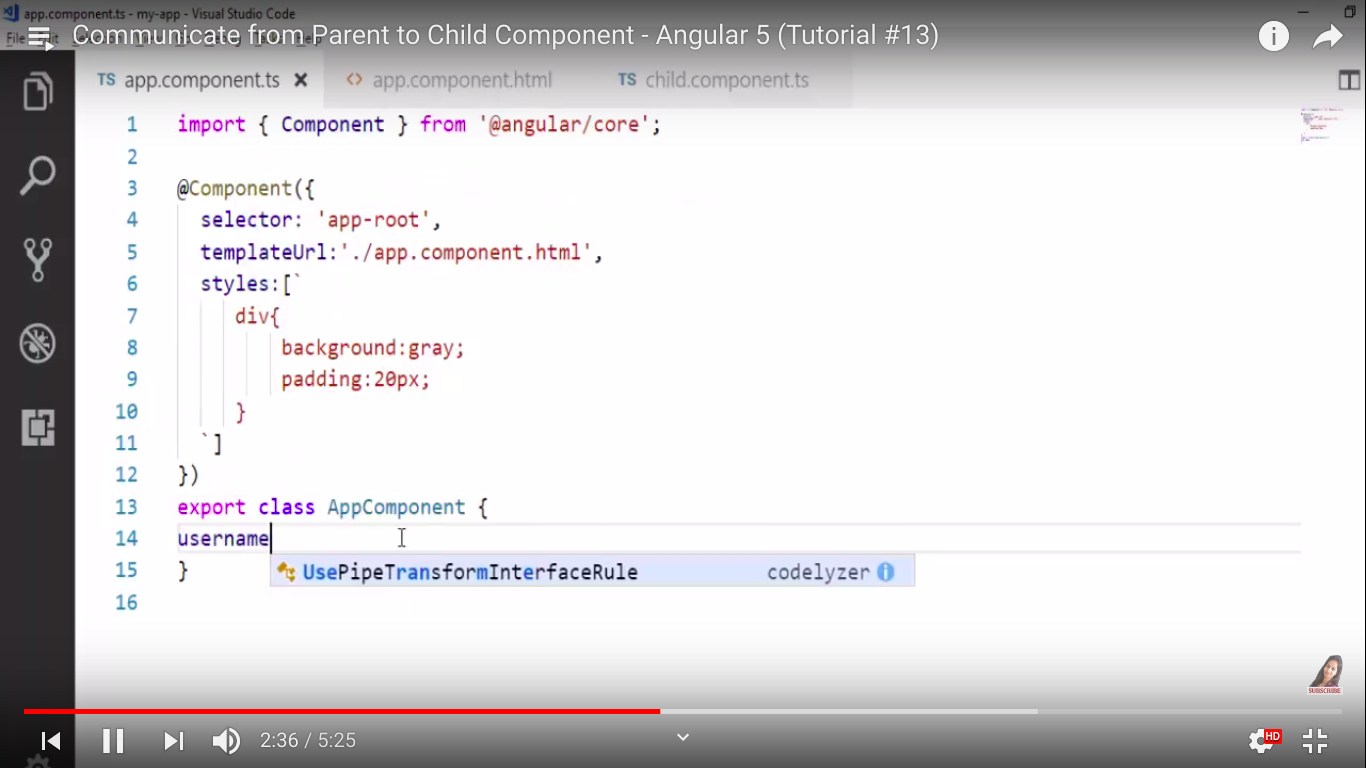 app.component.ts - my-app - Visual Studio Code
Communicate from Parent to Child Component - Angular 5 (Tutorial #13)
File
TS app.component.ts
<> app.component.html
TS child.component.ts
1 import { Component } from '@angular/core';
2
3 @Component({
4 selector: 'app-root',
5 templateUrl:'./app.component.html',
6 styles:[`
7 div{
8 background:gray;
9 padding:20px;
10 }
11 `]
12 })
13 export class AppComponent {
14 username
UsePipeTransformInterfaceRule codelyzer
15 }
16
SUBSCRIBE
2:36 / 5:25
HD